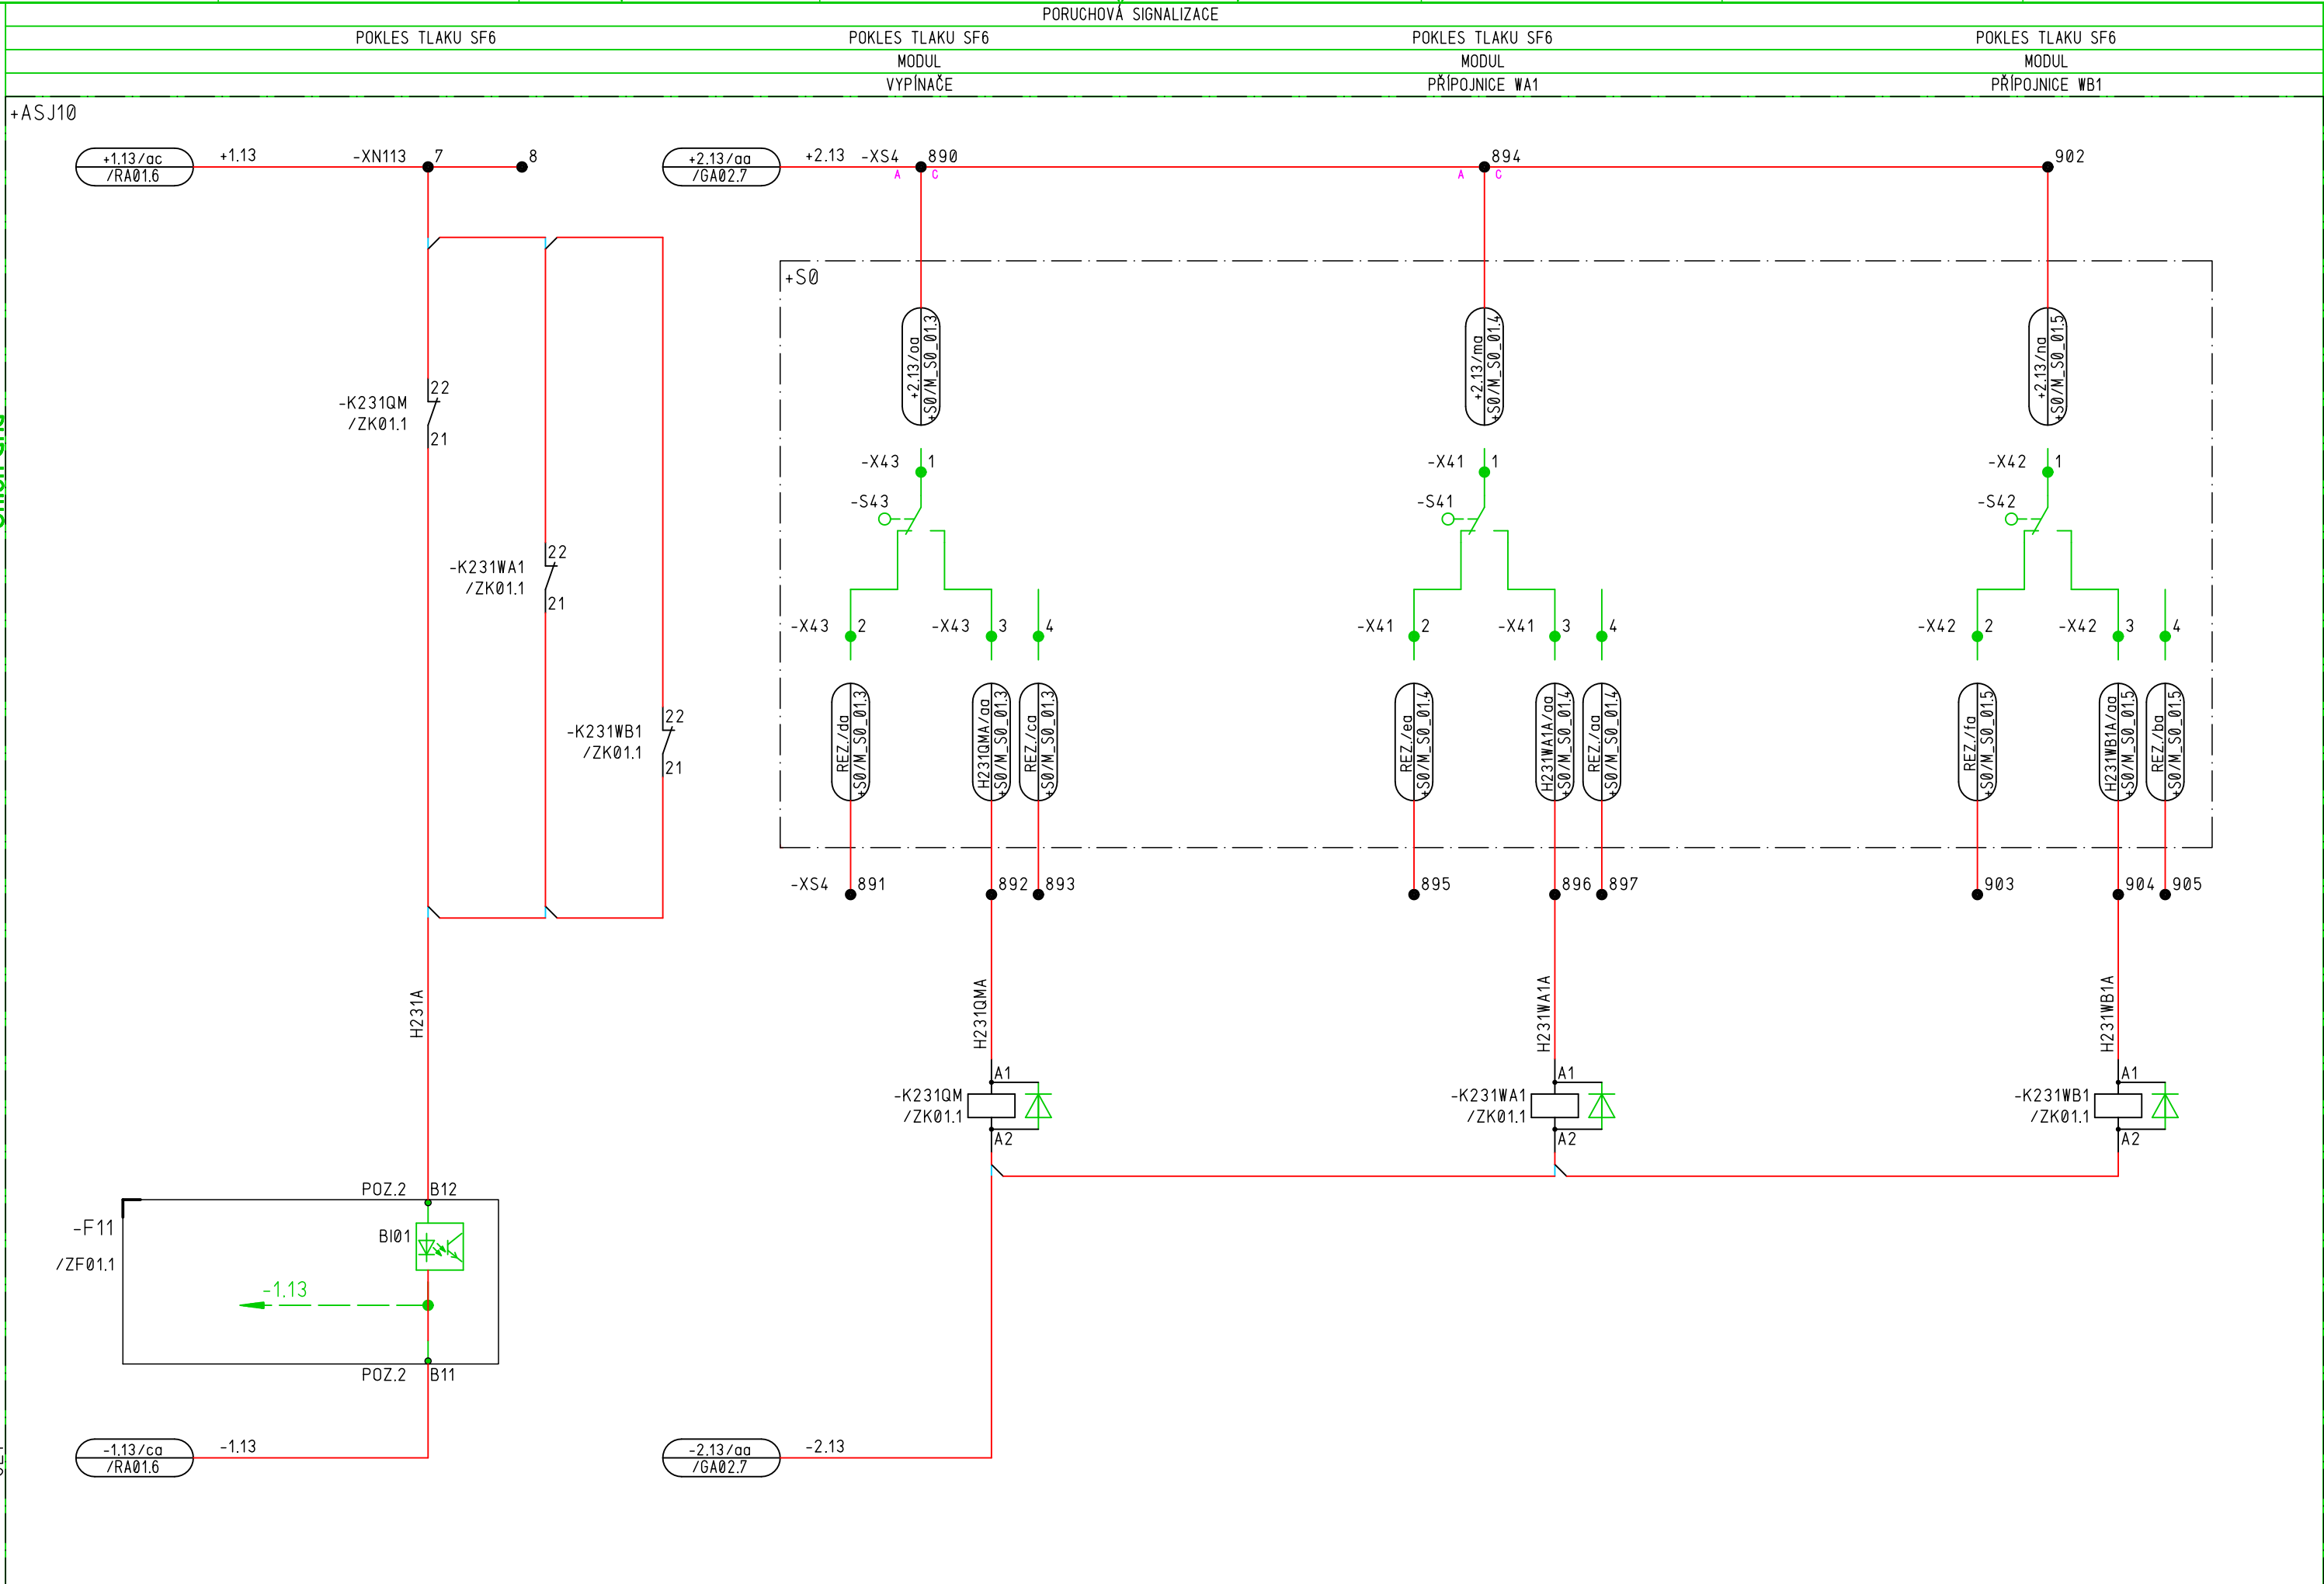 PORUCHOVÁ SIGNALIZACE
POKLES TLAKU SF6 POKLES TLAKU SF6 POKLES TLAKU SF6 POKLES TLAKU SF6
MODUL MODUL MODUL
VYPÍNAČE PŘÍPOJNICE WA1 PŘÍPOJNICE WB1
+ASJ10
+1.13/ac +1.13 -XN113 7 8 +2.13/aa +2.13 -XS4 890 894 902
/RA01.6 /GA02.7 A C A C
+S0
+2.13/oa
+S0/M_S0_01.3
+2.13/ma
+S0/M_S0_01.4
+2.13/na
+S0/M_S0_01.5
-K231QM 22
/ZK01.1
21
-X43 1 -X41 1 -X42 1
-S43 -S41 -S42
-K231WA1 22
/ZK01.1
21
-X43 2 -X43 3 4 -X41 2 -X41 3 4 -X42 2 -X42 3 4
-K231WB1 22
/ZK01.1
21
REZ./da
+S0/M_S0_01.3
H231QMA/aa
+S0/M_S0_01.3
REZ./ca
+S0/M_S0_01.3
REZ./ea
+S0/M_S0_01.4
H231WA1A/aa
+S0/M_S0_01.4
REZ./aa
+S0/M_S0_01.4
REZ./fa
+S0/M_S0_01.5
H231WB1A/aa
+S0/M_S0_01.5
REZ./ba
+S0/M_S0_01.5
-XS4 891 892 893 895 896 897 903 904 905
H231A
H231QMA
H231WA1A
H231WB1A
A1 A1 A1
-K231QM -K231WA1 -K231WB1
/ZK01.1 /ZK01.1 /ZK01.1
A2 A2 A2
POZ.2 B12
-F11 BI01
/ZF01.1
-1.13
POZ.2 B11
-1.13/ca -1.13 -2.13/aa -2.13
/RA01.6 /GA02.7